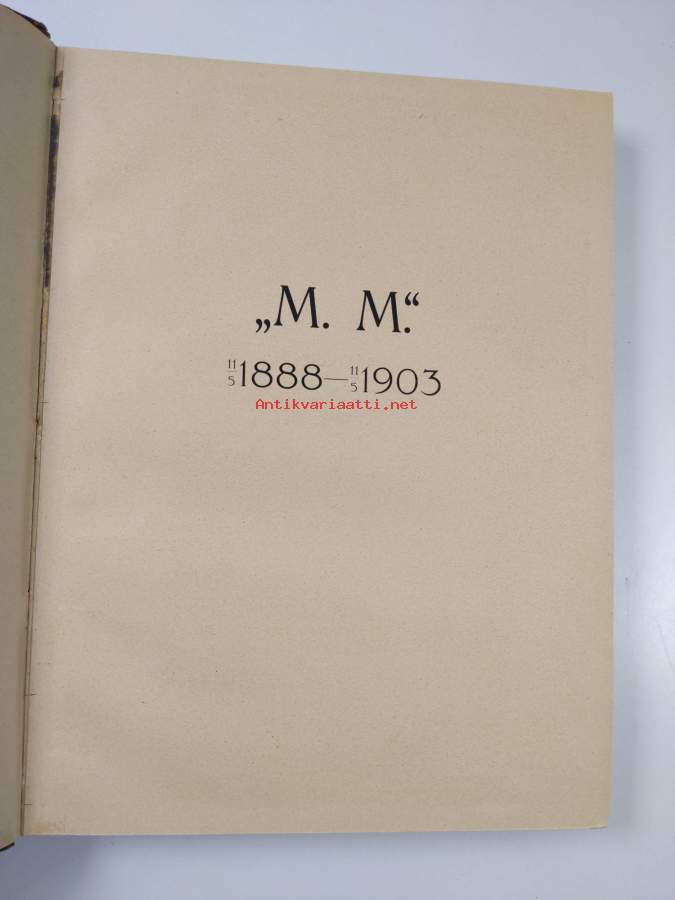 „M. M.“
11/5 1888—11/5 1903
Antikvariaatti.net